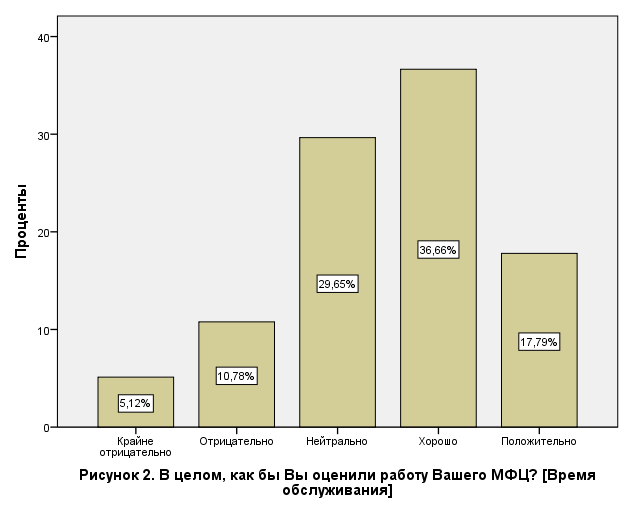 40
30
20
10
0
Проценты
5,12%
10,78%
29,65%
36,66%
17,79%
Крайне
отрицательно
Отрицательно
Нейтрально
Хорошо
Положительно
Рисунок 2. В целом, как бы Вы оценили работу Вашего МФЦ? [Время
обслуживания]